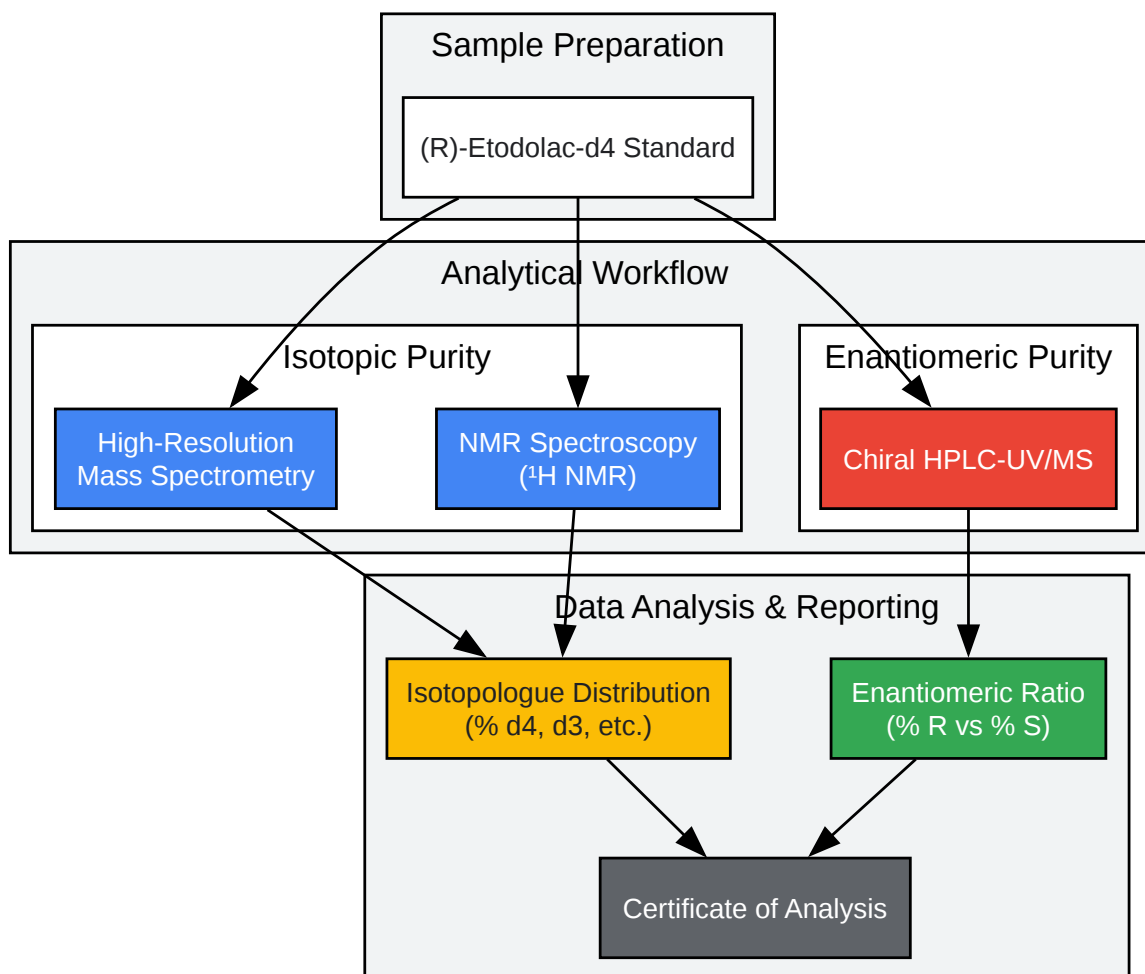 Sample Preparation
(R)-Etodolac-d4 Standard
Analytical Workflow
Isotopic Purity
Enantiomeric Purity
High-Resolution
Mass Spectrometry
NMR Spectroscopy
(¹H NMR)
Chiral HPLC-UV/MS
Data Analysis & Reporting
Isotopologue Distribution
(% d4, d3, etc.)
Enantiomeric Ratio
(% R vs % S)
Certificate of Analysis